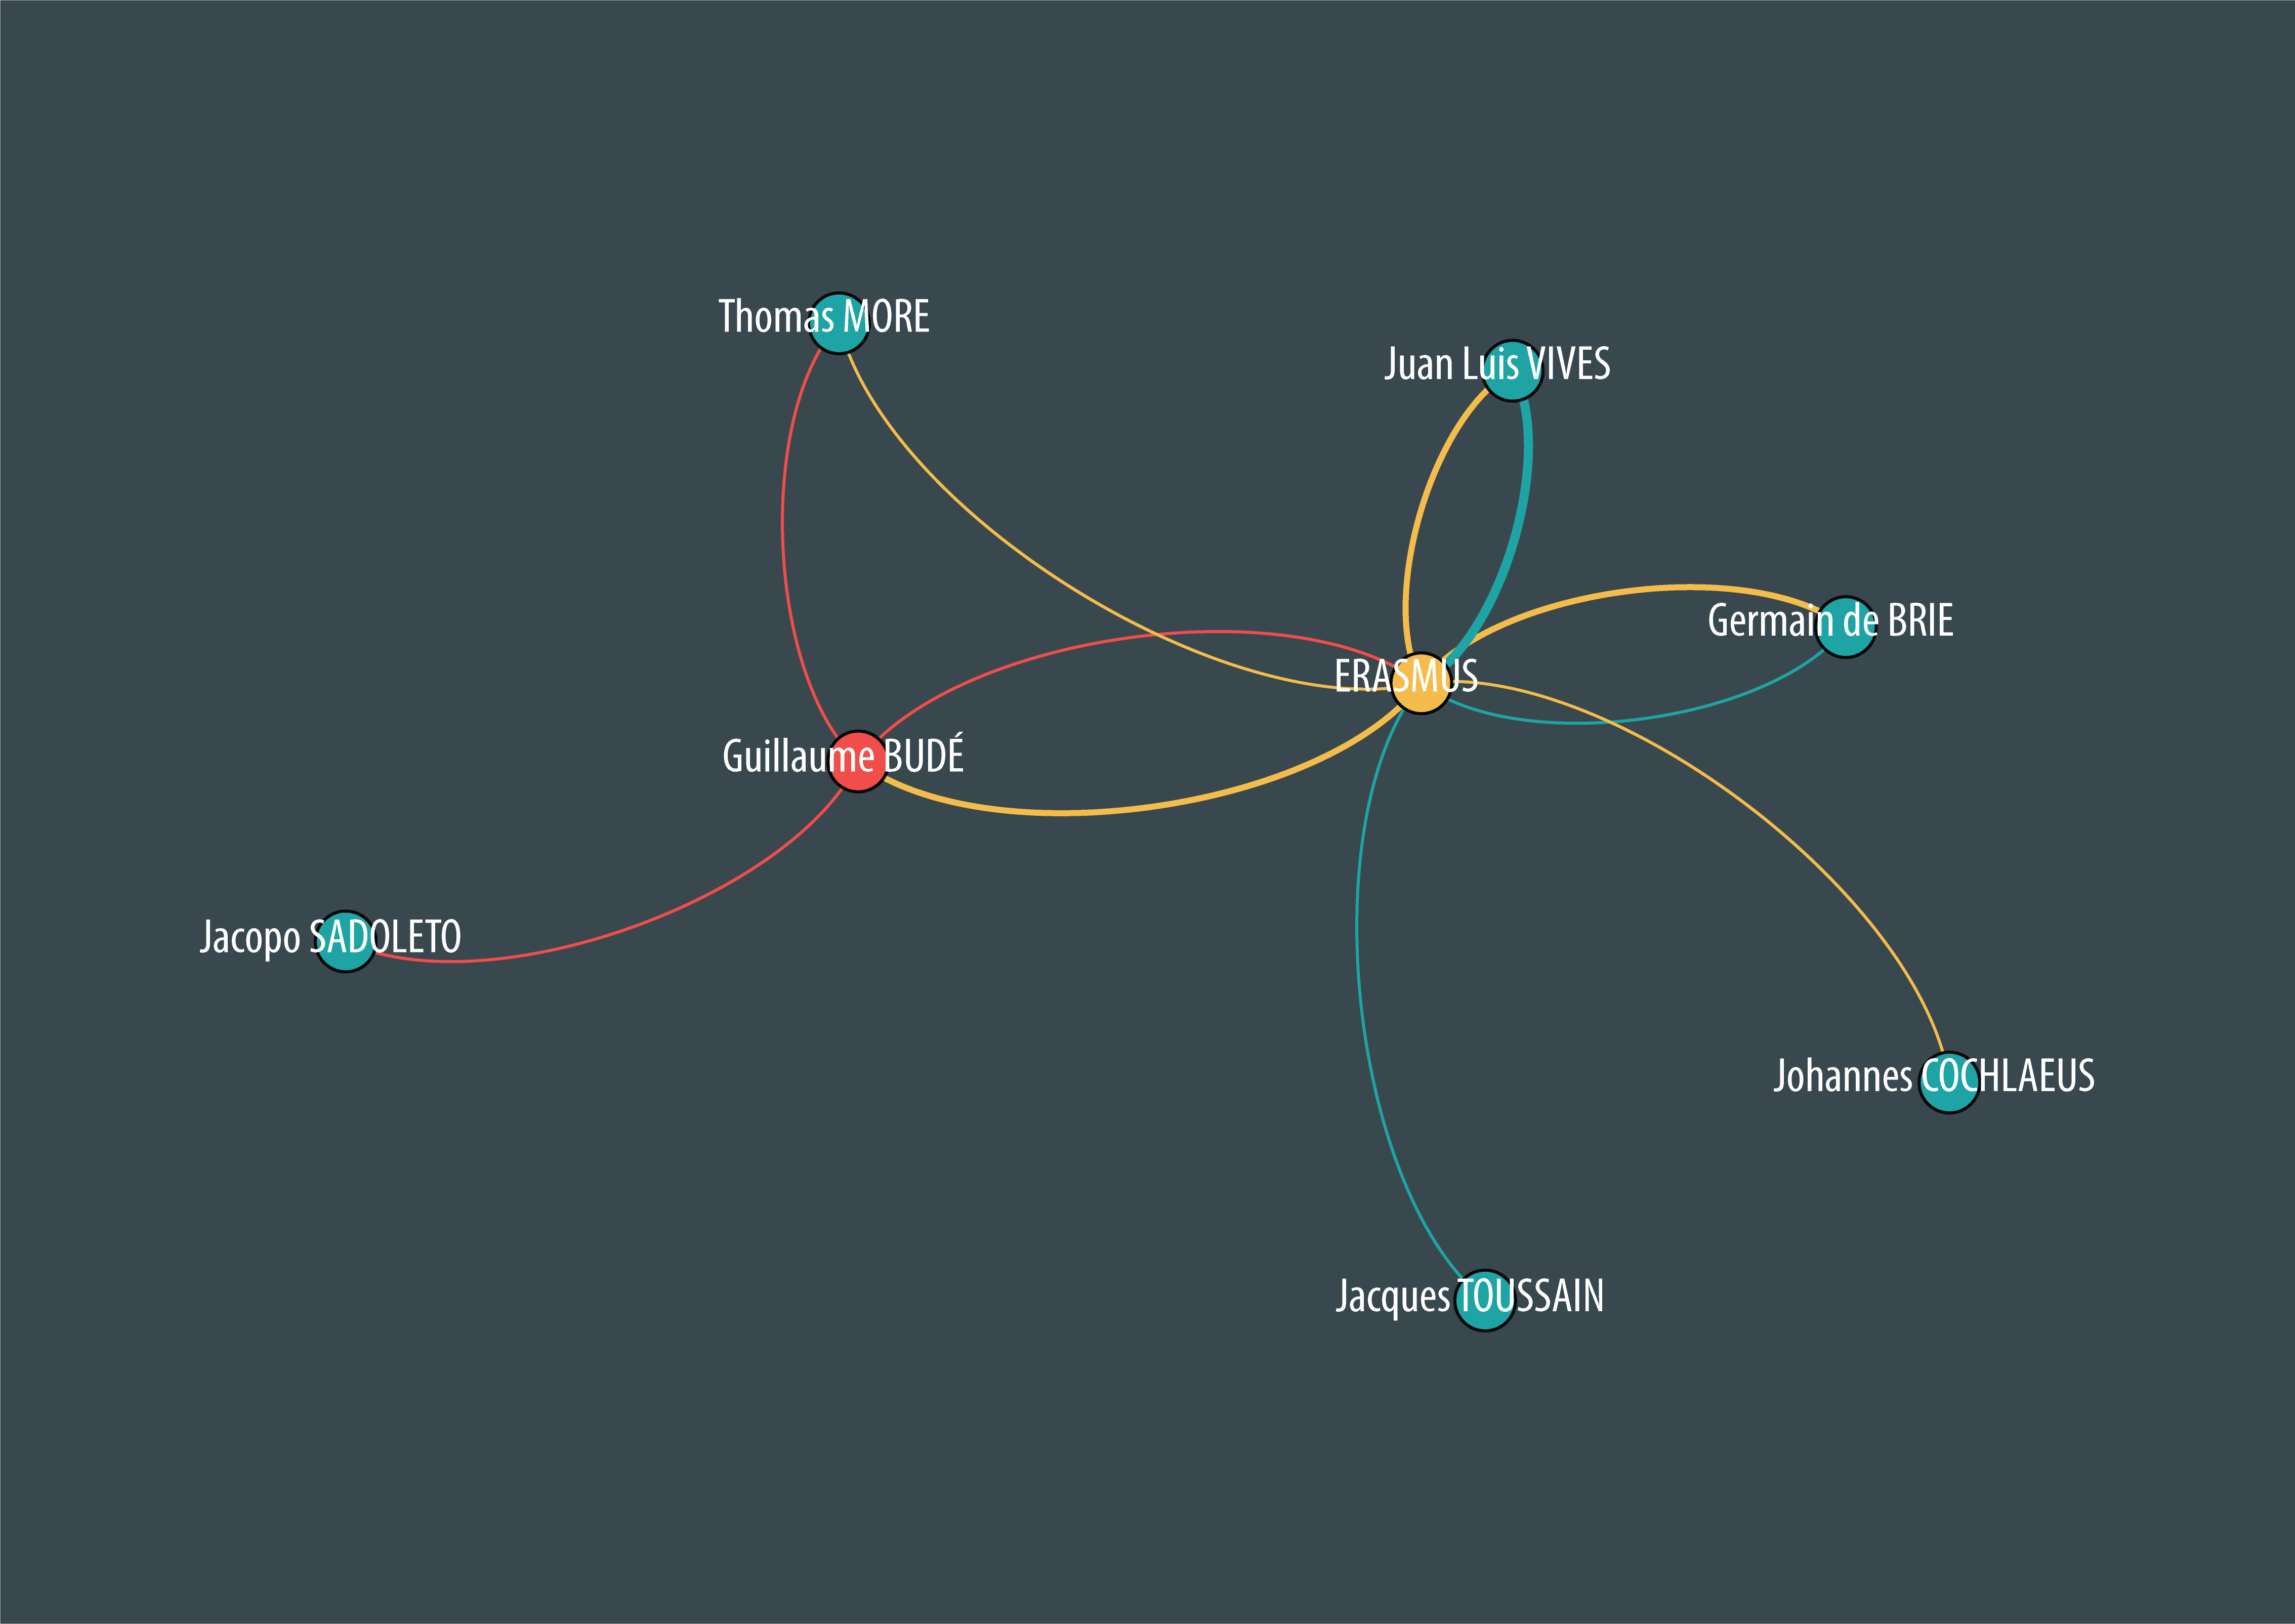 Thomas MORE
Juan Luis VIVES
Germain de BRIE
ERASMUS
Guillaume BUDÉ
Jacopo SADOLETO
Johannes COCHLAEUS
Jacques TOUSSAIN